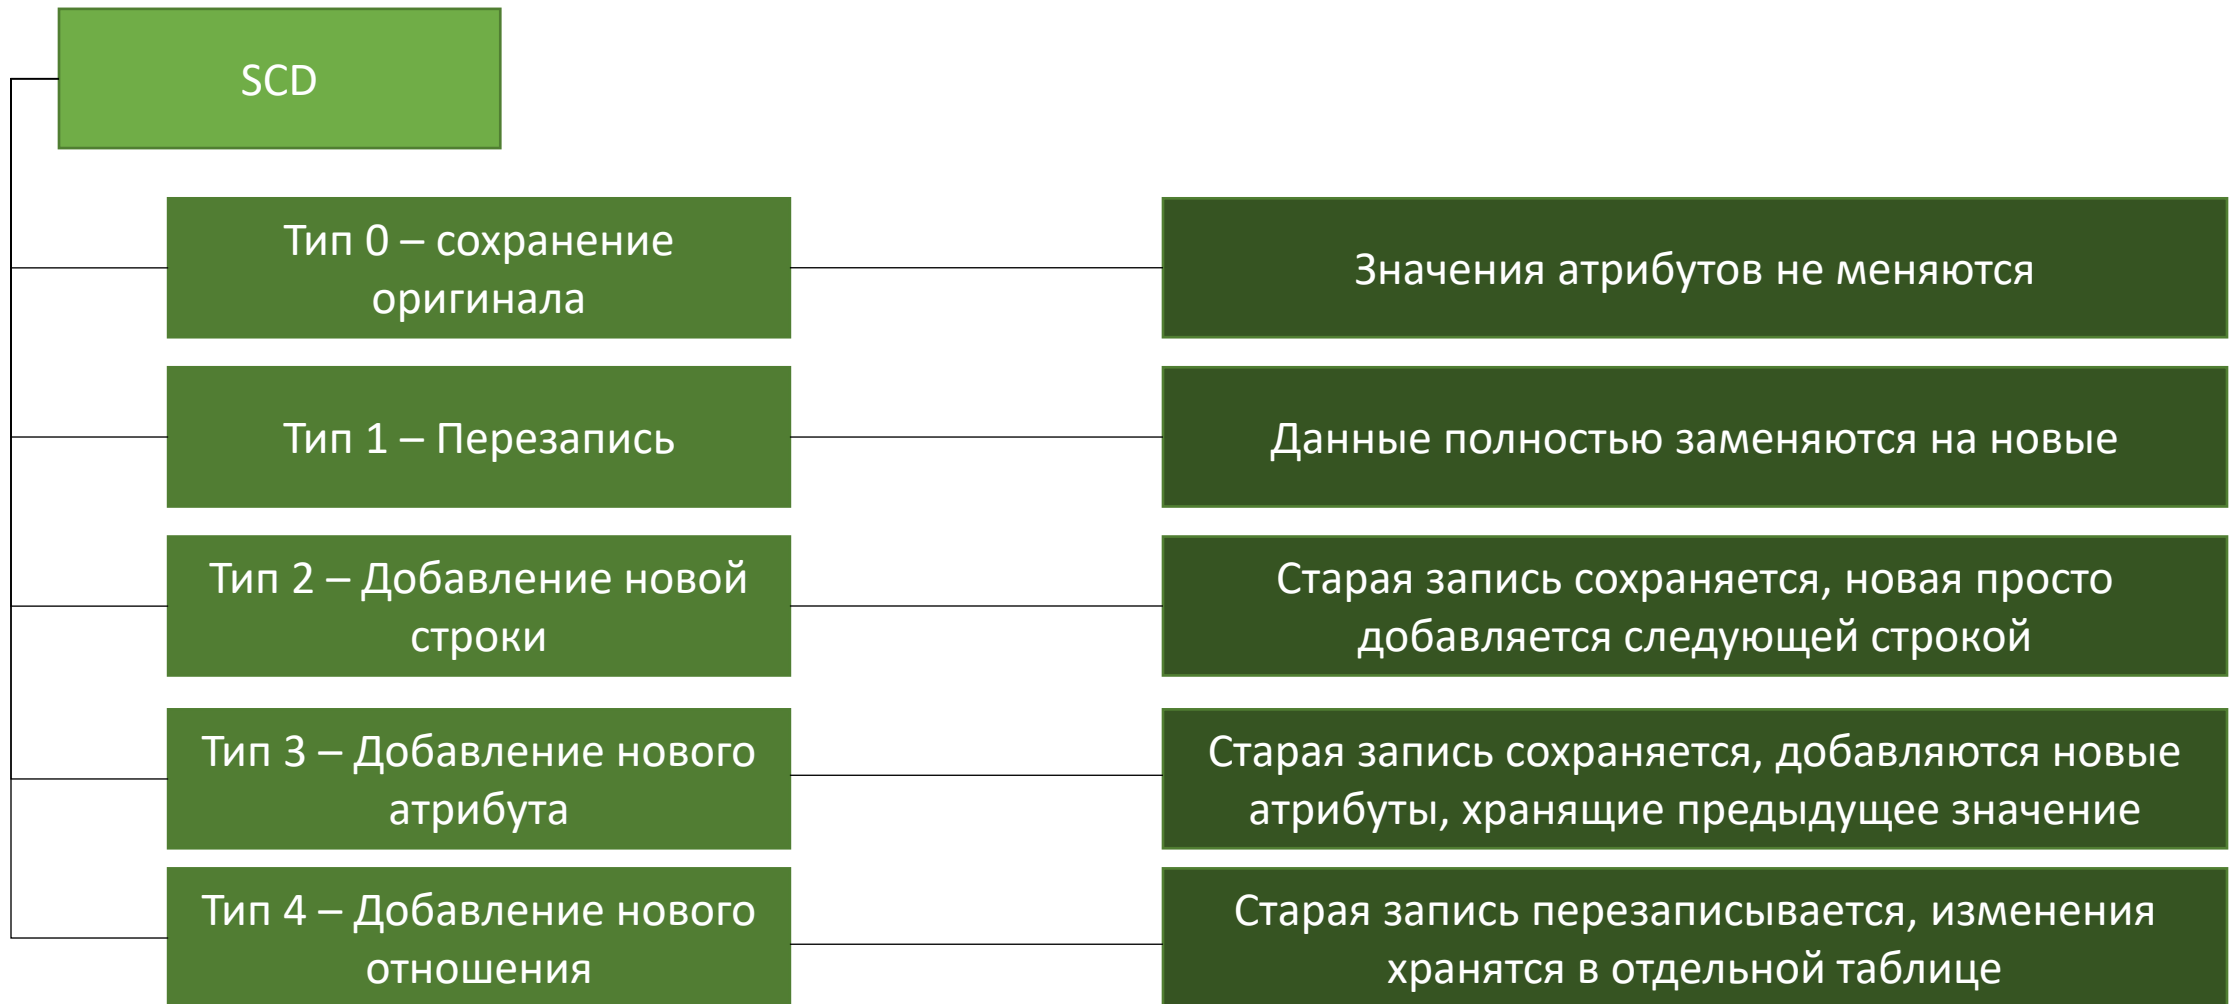 SCD
Тип 0 – сохранение
оригинала
Значения атрибутов не меняются
Тип 1 – Перезапись
Данные полностью заменяются на новые
Тип 2 – Добавление новой
строки
Старая запись сохраняется, новая просто
добавляется следующей строкой
Тип 3 – Добавление нового
атрибута
Старая запись сохраняется, добавляются новые
атрибуты, хранящие предыдущее значение
Тип 4 – Добавление нового
отношения
Старая запись перезаписывается, изменения
хранятся в отдельной таблице